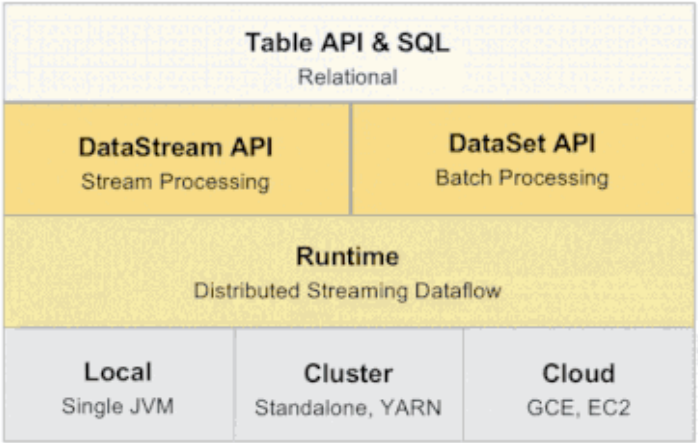 Table API & SQL
Relational
DataStream API
Stream Processing
DataSet API
Batch Processing
Runtime
Distributed Streaming Dataflow
Local
Single JVM
Cluster
Standalone, YARN
Cloud
GCE, EC2